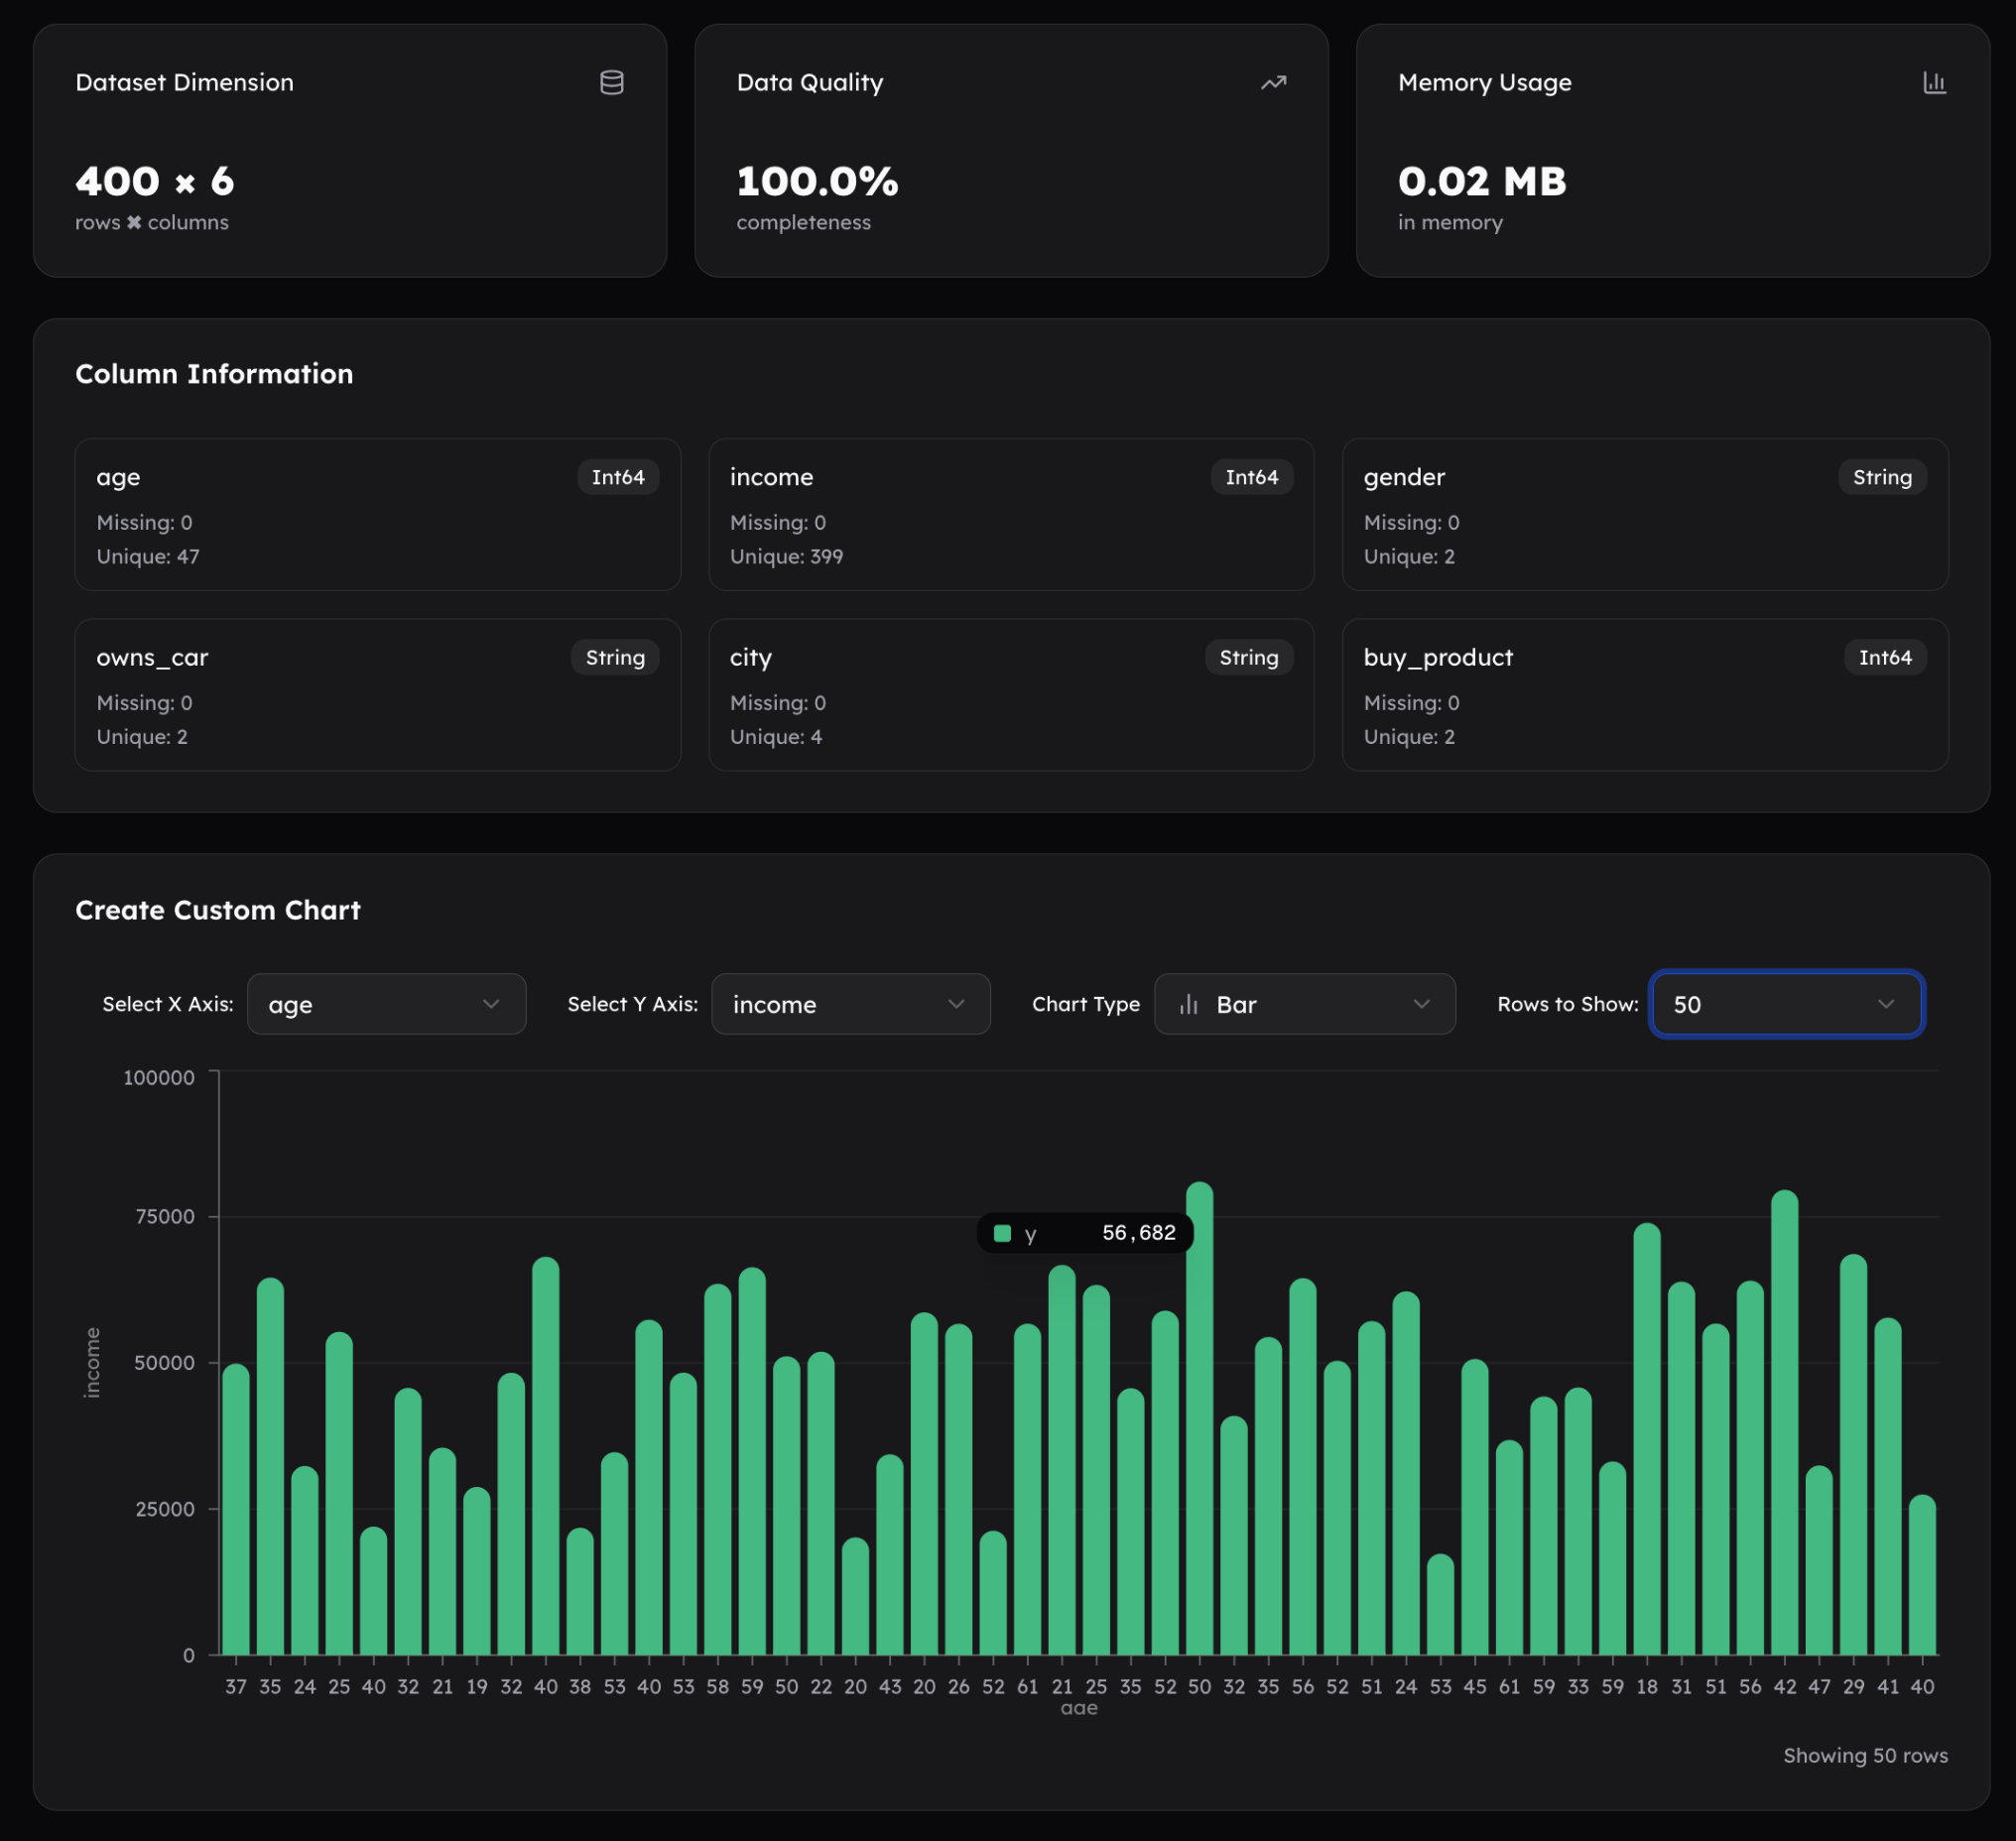 Dataset Dimension
400 × 6
rows ✖ columns
Data Quality
100.0%
completeness
Memory Usage
0.02 MB
in memory
Column Information
age Int64
Missing: 0
Unique: 47
income Int64
Missing: 0
Unique: 399
gender String
Missing: 0
Unique: 2
owns_car String
Missing: 0
Unique: 2
city String
Missing: 0
Unique: 4
buy_product Int64
Missing: 0
Unique: 2
Create Custom Chart
Select X Axis: age Select Y Axis: income Chart Type Bar Rows to Show: 50
100000
75000
50000
25000
0
income
y 56,682
37 35 24 25 40 32 21 19 32 40 38 53 40 53 58 59 50 22 20 43 20 26 52 61 21 25 35 52 50 32 35 56 52 51 24 53 45 61 59 33 59 18 31 51 56 42 47 29 41 40
age
Showing 50 rows